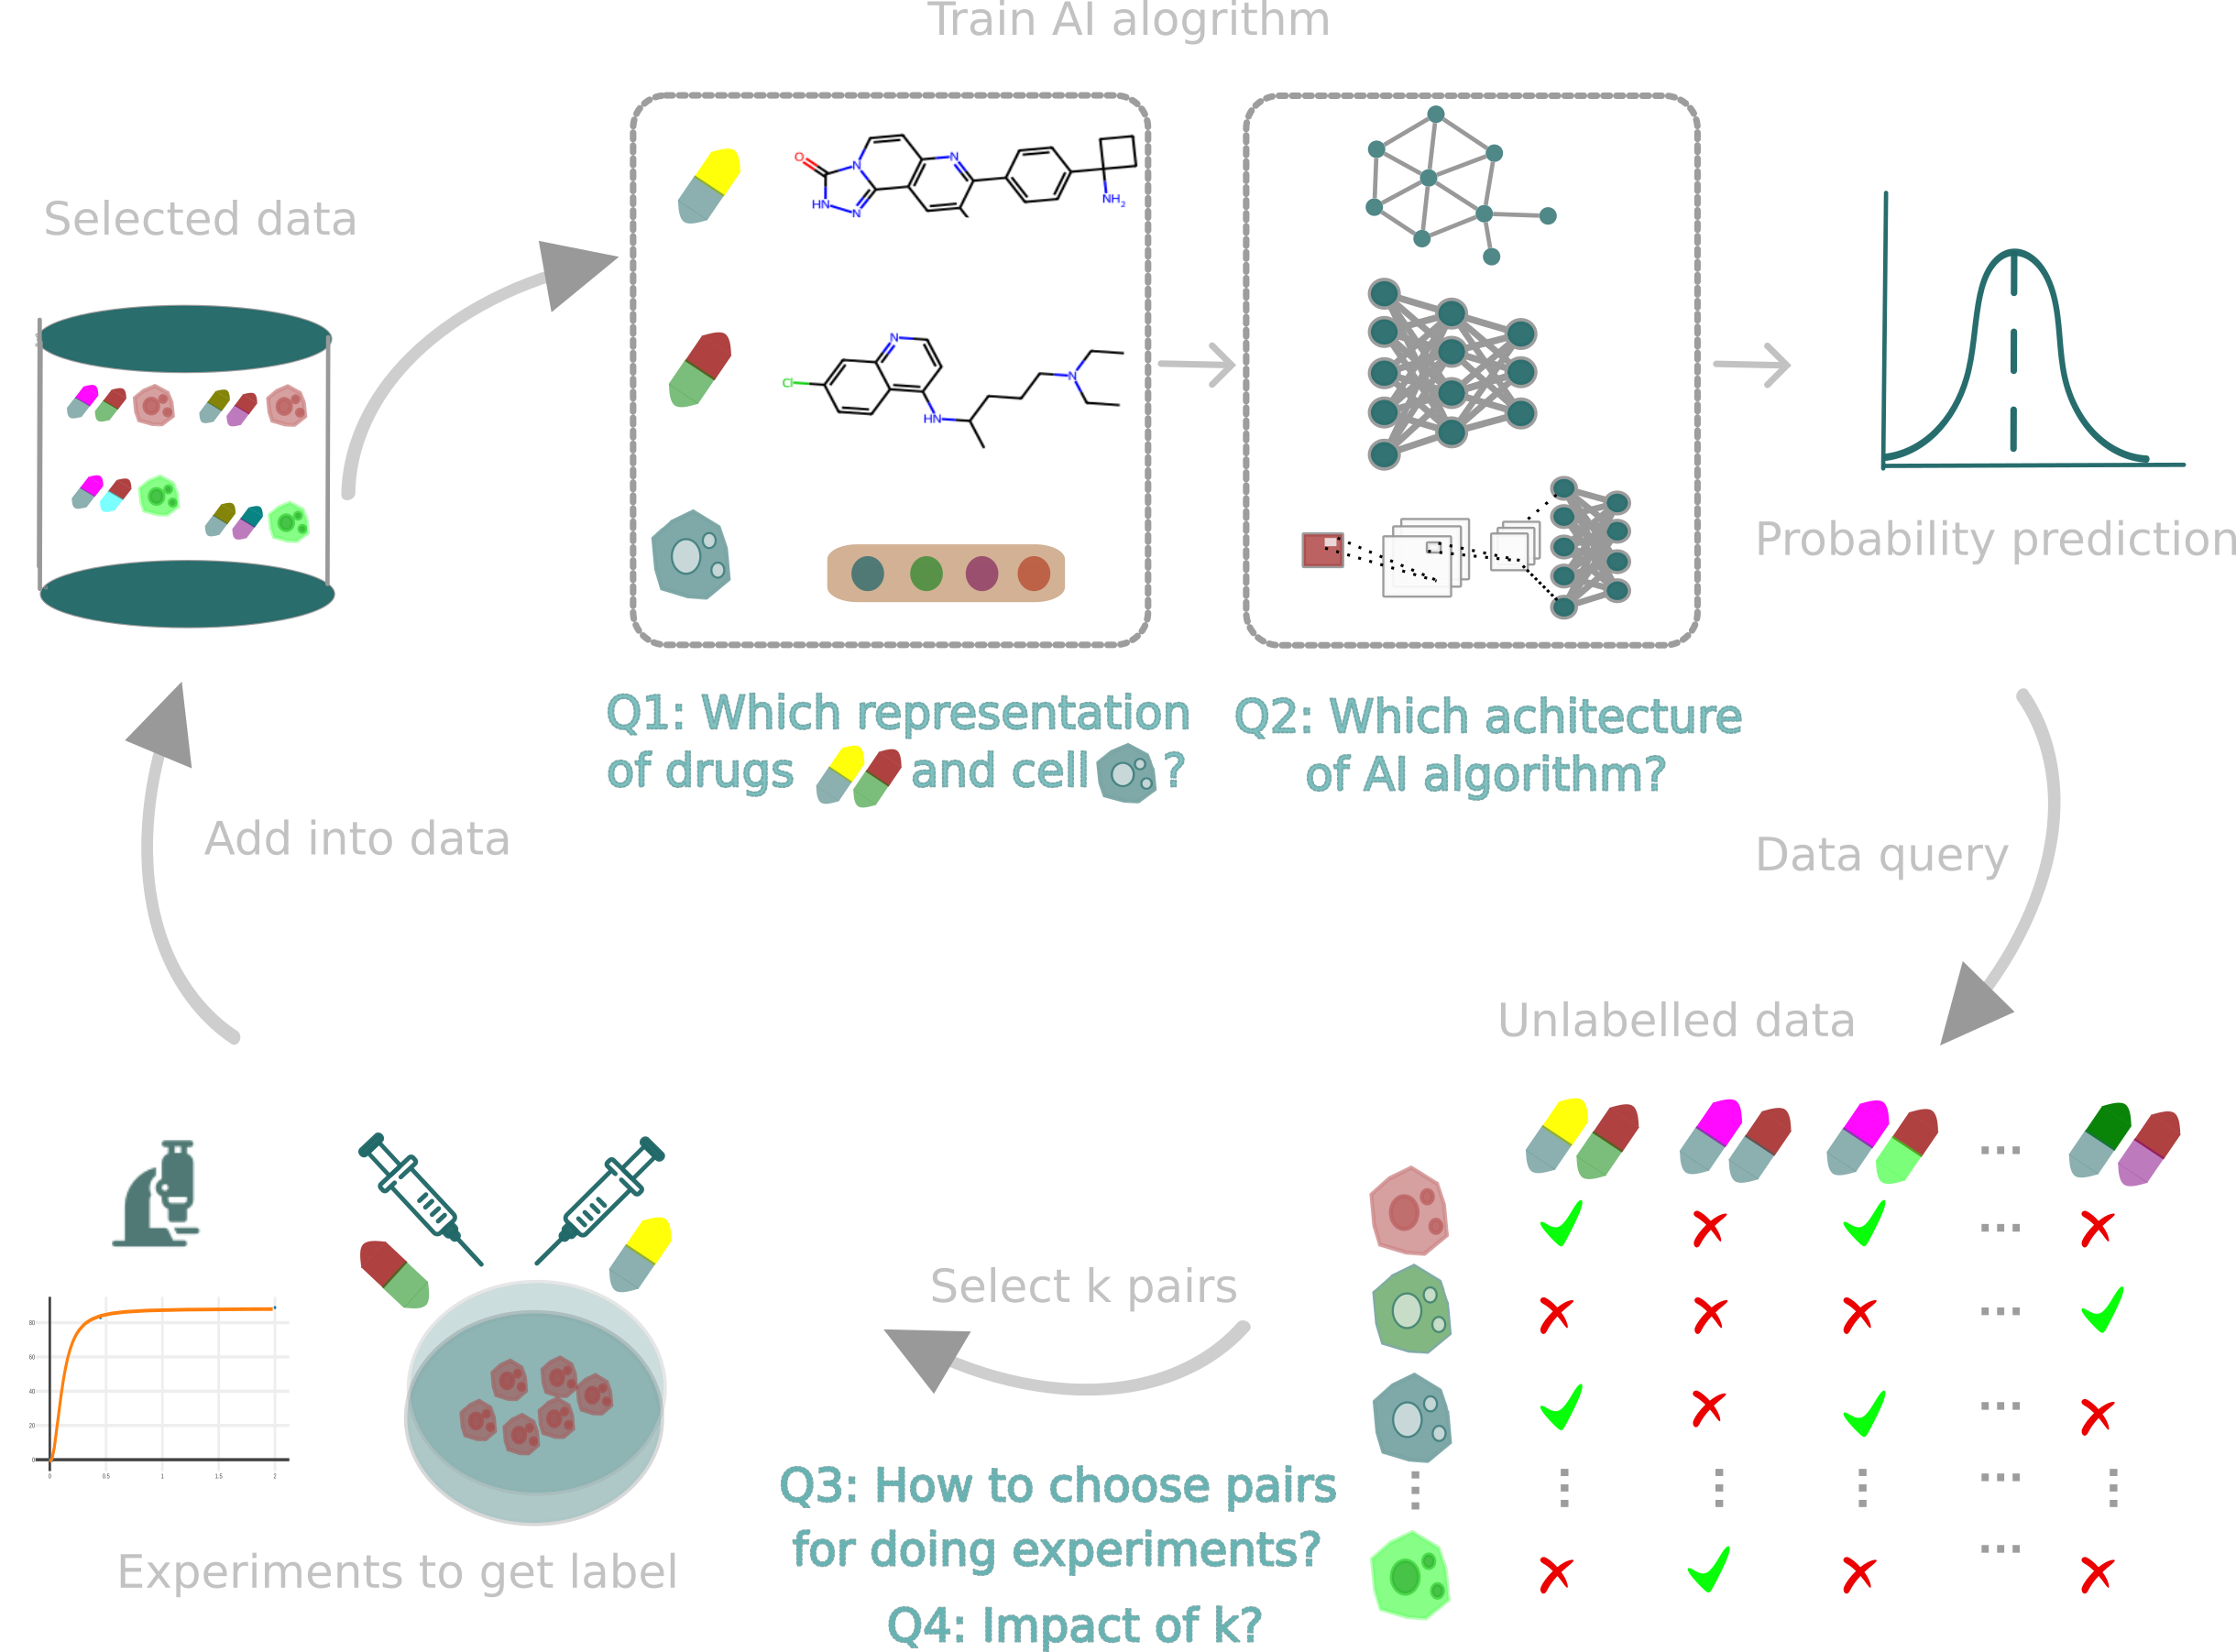 Train AI alogrithm
Selected data
O
N
N
HN
N
NH2
N
Cl
HN
N
Probability prediction
Q1: Which representation
of drugs and cell ?
Q2: Which achitecture
of AI algorithm?
Add into data
Data query
Unlabelled data
Select k pairs
80
60
40
20
0
0 0.5 1 1.5 2
Q3: How to choose pairs
for doing experiments?
Experiments to get label
Q4: Impact of k?